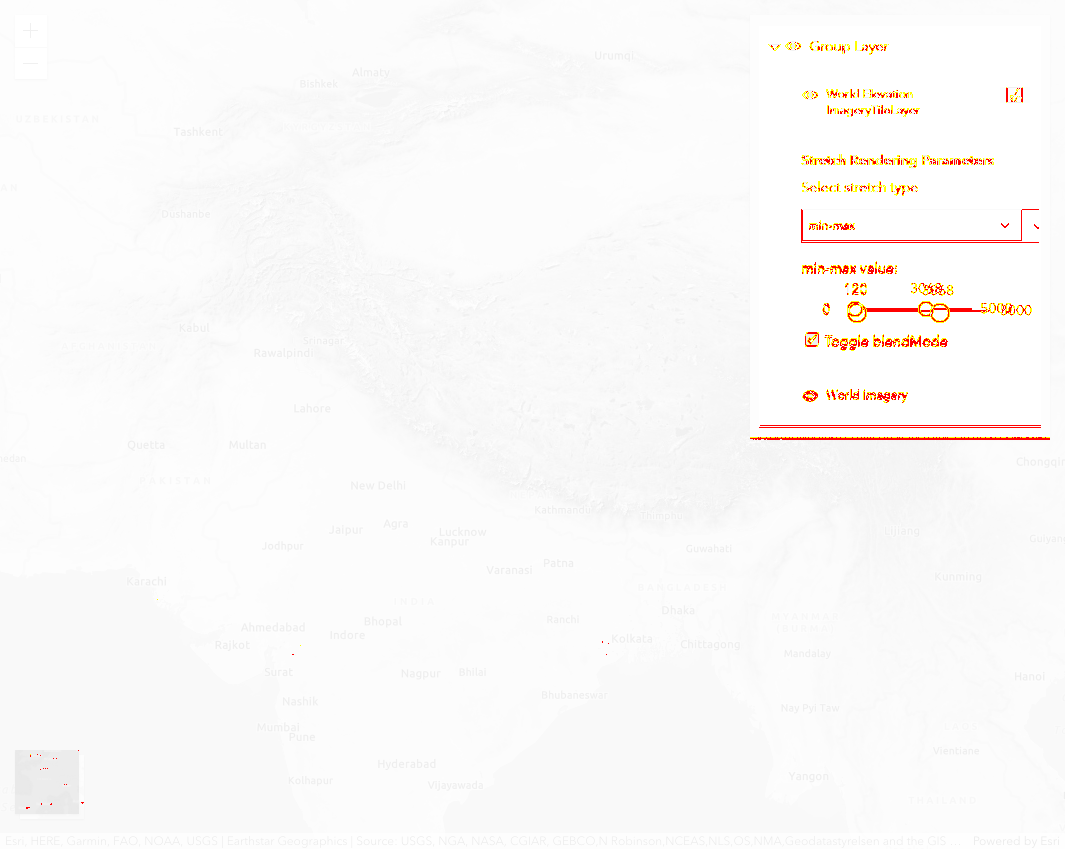 Urumqi
Almaty
Bishkek
UZBEKISTAN
Tashkent
AN
Dushanbe
Kabul
Srinagar
Rawalpindi
Lahore
Quetta
Multan
PAKISTAN
New Delhi
Kathmandu
Thimphu
Jaipur
Agra
Lucknow
Kanpur
Jodhpur
Guwahati
Lijiang
Guiyang
Chongqin
Patna
Varanasi
Karachi
Kunming
BANGLADESH
INDIA
Dhaka
Ranchi
Bhopal
Ahmedabad
Indore
Kolkata
Chittagong
MYANMAR
(BURMA)
Rajkot
Mandalay
Surat
Nagpur
Bhilai
Hanoi
Bhubaneswar
Nashik
Nay Pyi Taw
Mumbai
Pune
Vientiane
Hyderabad
Yangon
Kolhapur
Vijayawada
THAILAND
Group Layer
World Elevation
ImageryTileLayer
Stretch Rendering Parameters
Select stretch type
min-max
min-max value:
120
0
Toggle blendMode
World Imagery
Esri, HERE, Garmin, FAO, NOAA, USGS | Earthstar Geographics | Source: USGS, NGA, NASA, CGIAR, GEBCO,N Robinson,NCEAS,NLS,OS,NMA,Geodatastyrelsen and the GIS ...
Powered by Esri